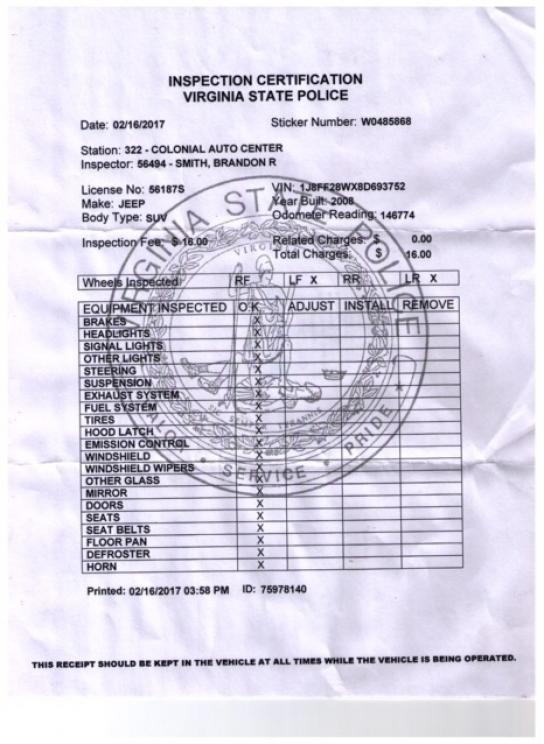 INSPECTION CERTIFICATION
VIRGINIA STATE POLICE
Date: 02/16/2017 Sticker Number: W0485868
Station: 322 - COLONIAL AUTO CENTER
Inspector: 56494 - SMITH, BRANDON R
License No: 56187S VIN: 1J8FF28WX8D693752
Make: JEEP Year Built: 2008
Body Type: SUV Odometer Reading: 146774
Inspection Fee: $ 16.00 Related Charges: $ 0.00
Total Charges: $ 16.00
Wheels Inspected RF LF X RR LR X
EQUIPMENT INSPECTED O.K. ADJUST INSTALL REMOVE
BRAKES X
HEADLIGHTS X
SIGNAL LIGHTS X
OTHER LIGHTS X
STEERING X
SUSPENSION X
EXHAUST SYSTEM X
FUEL SYSTEM X
TIRES X
HOOD LATCH X
EMISSION CONTROL X
WINDSHIELD X
WINDSHIELD WIPERS X
OTHER GLASS X
MIRROR X
DOORS X
SEATS X
SEAT BELTS X
FLOOR PAN X
DEFROSTER X
HORN X
VIRGINIA STATE POLICE
SERVICE
PRIDE
Printed: 02/16/2017 03:58 PM ID: 75978140
THIS RECEIPT SHOULD BE KEPT IN THE VEHICLE AT ALL TIMES WHILE THE VEHICLE IS BEING OPERATED.